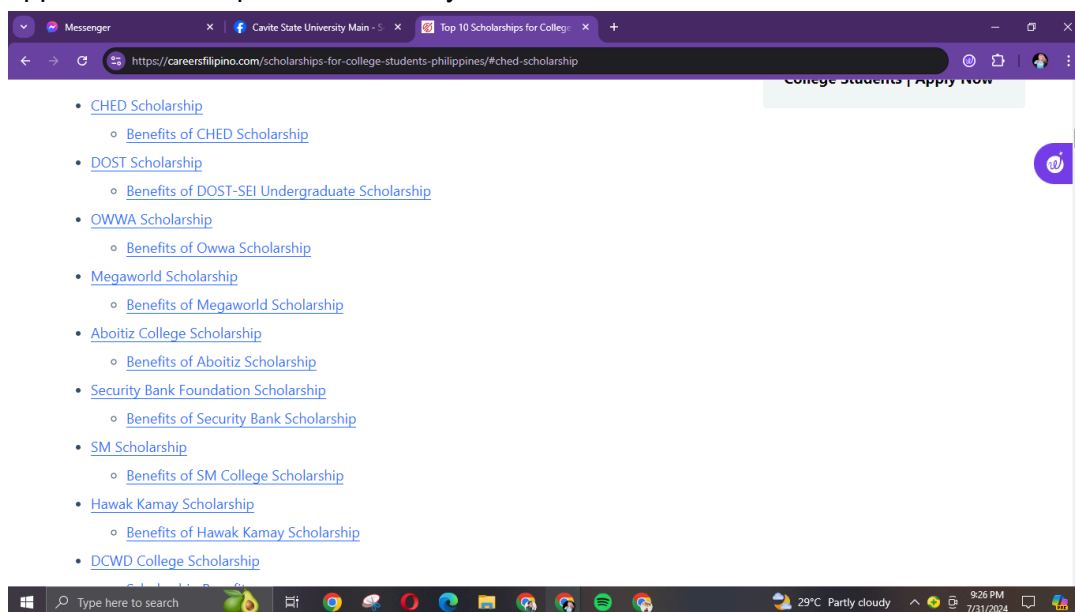 Messenger
Cavite State University Main - S
Top 10 Scholarships for College
https://careersfilipino.com/scholarships-for-college-students-philippines/#ched-scholarship
College Students | Apply Now
CHED Scholarship
Benefits of CHED Scholarship
DOST Scholarship
Benefits of DOST-SEI Undergraduate Scholarship
OWWA Scholarship
Benefits of Owwa Scholarship
Megaworld Scholarship
Benefits of Megaworld Scholarship
Aboitiz College Scholarship
Benefits of Aboitiz Scholarship
Security Bank Foundation Scholarship
Benefits of Security Bank Scholarship
SM Scholarship
Benefits of SM College Scholarship
Hawak Kamay Scholarship
Benefits of Hawak Kamay Scholarship
DCWD College Scholarship
Type here to search
29°C Partly cloudy
9:26 PM
7/31/2024